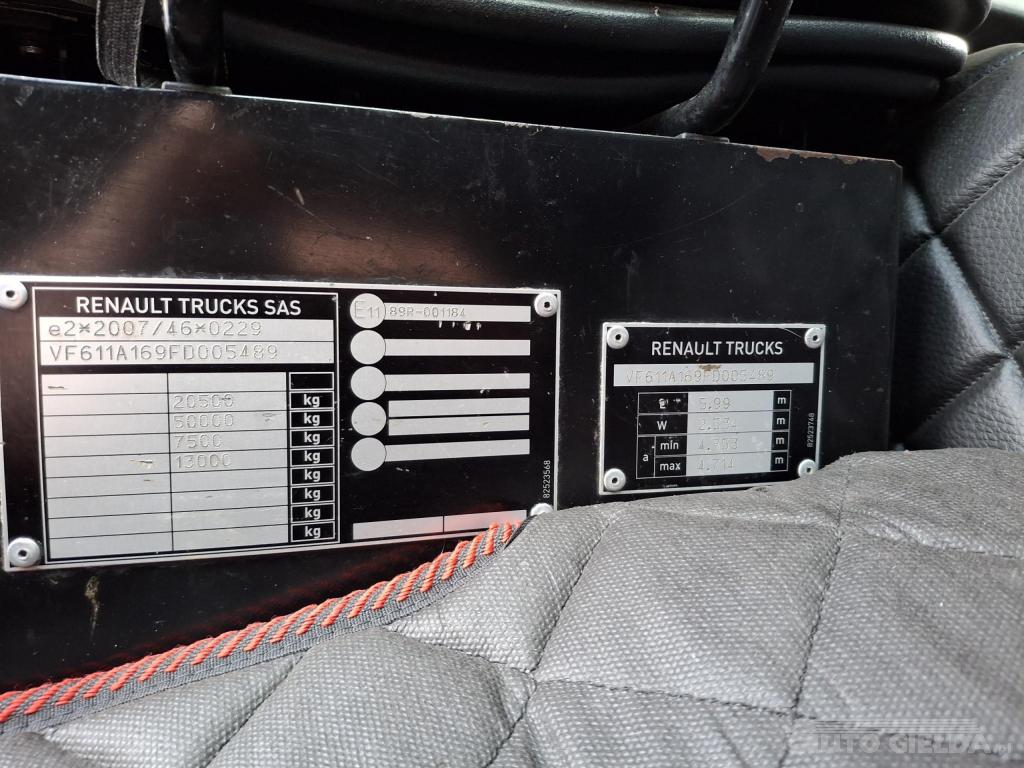 RENAULT TRUCKS SAS
e2*2007/46*0229
VF611A169FD005489
20500 kg
50000 kg
7500 kg
13000 kg
kg
kg
kg
kg
E11 89R-001184
82523568
RENAULT TRUCKS
VF611A169FD005489
L 5.99 m
W 2.534 m
a min 4.703 m
max 4.714 m
82523748
AUTO GIEŁDA.pl